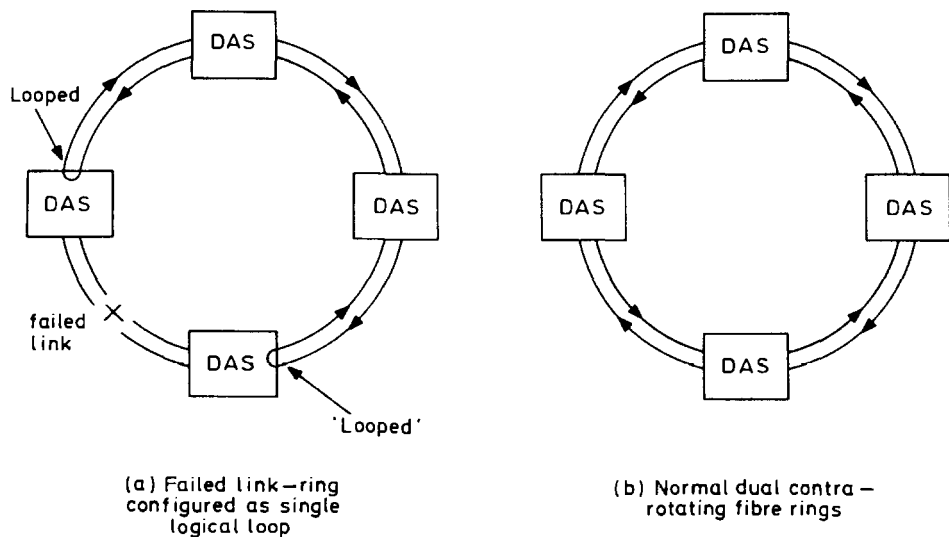 DAS
Looped
DAS
DAS
failed
link
DAS
'Looped'
(a) Failed link–ring
configured as single
logical loop
DAS
DAS
DAS
DAS
(b) Normal dual contra–
rotating fibre rings